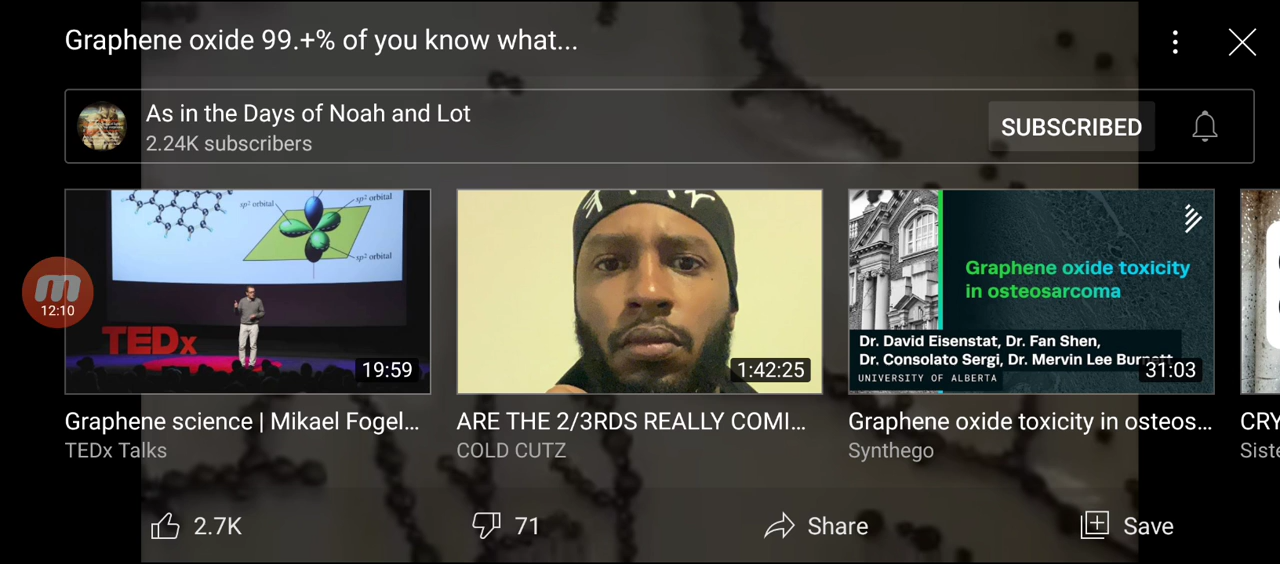 Graphene oxide 99.+% of you know what...
As in the Days of Noah and Lot
2.24K subscribers
SUBSCRIBED
sp² orbital
sp² orbital
sp² orbital
TEDx
19:59
1:42:25
Graphene oxide toxicity
in osteosarcoma
Dr. David Eisenstat, Dr. Fan Shen,
Dr. Consolato Sergi, Dr. Mervin Lee
UNIVERSITY OF ALBERTA
31:03
m
12:10
Graphene science | Mikael Fogel...
TEDx Talks
ARE THE 2/3RDS REALLY COMI...
COLD CUTZ
Graphene oxide toxicity in osteos...
Synthego
CRY
Siste
2.7K
71
Share
Save